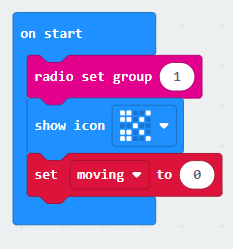 on start
radio set group 1
show icon
set moving to 0